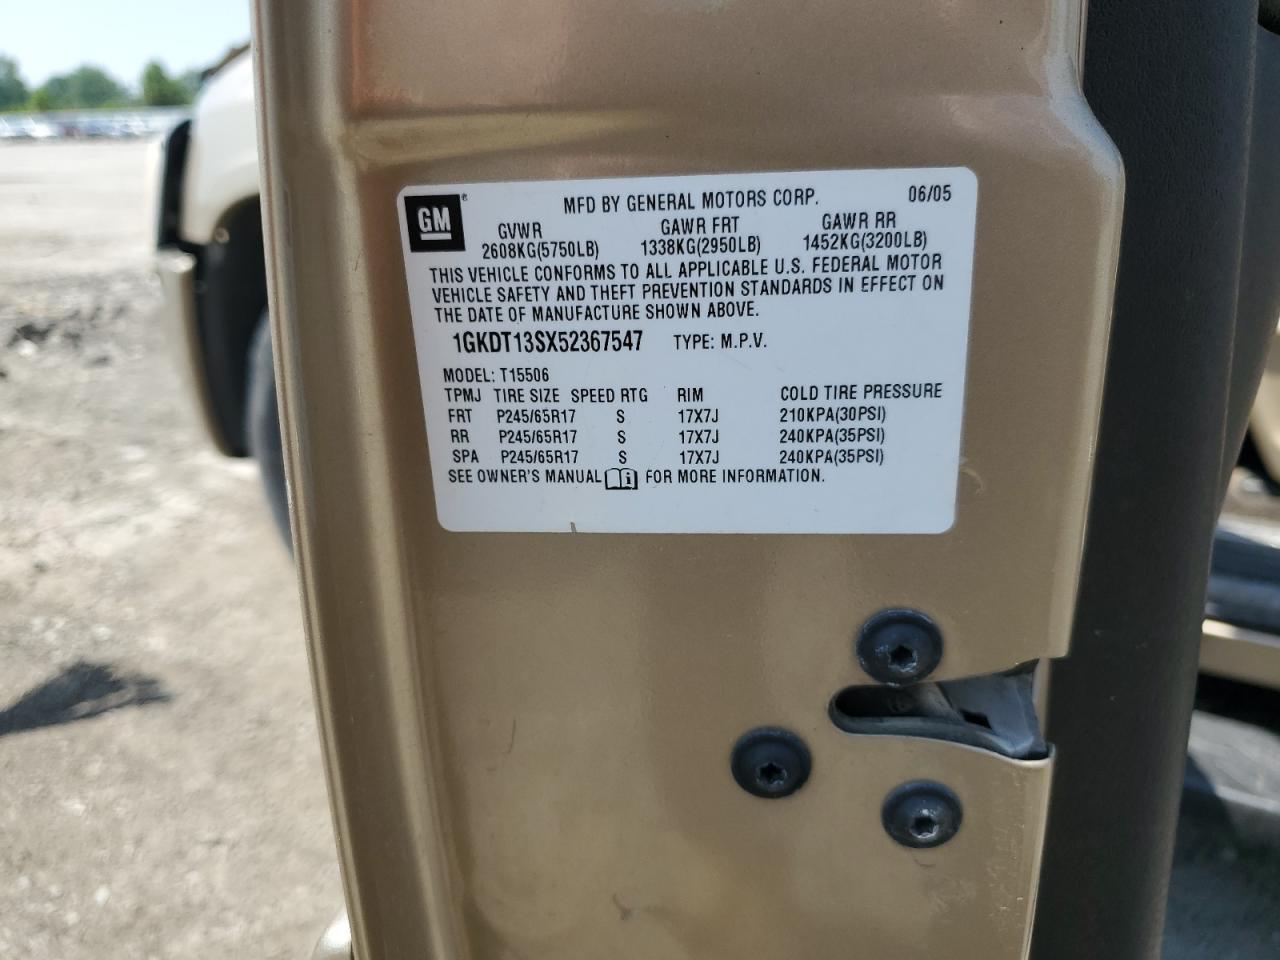 GM ® MFD BY GENERAL MOTORS CORP. 06/05
GVWR GAWR FRT GAWR RR
2608KG(5750LB) 1338KG(2950LB) 1452KG(3200LB)
THIS VEHICLE CONFORMS TO ALL APPLICABLE U.S. FEDERAL MOTOR
VEHICLE SAFETY AND THEFT PREVENTION STANDARDS IN EFFECT ON
THE DATE OF MANUFACTURE SHOWN ABOVE.
1GKDT13SX52367547 TYPE: M.P.V.
MODEL: T15506
TPMJ TIRE SIZE SPEED RTG RIM COLD TIRE PRESSURE
FRT P245/65R17 S 17X7J 210KPA(30PSI)
RR P245/65R17 S 17X7J 240KPA(35PSI)
SPA P245/65R17 S 17X7J 240KPA(35PSI)
SEE OWNER'S MANUAL FOR MORE INFORMATION.